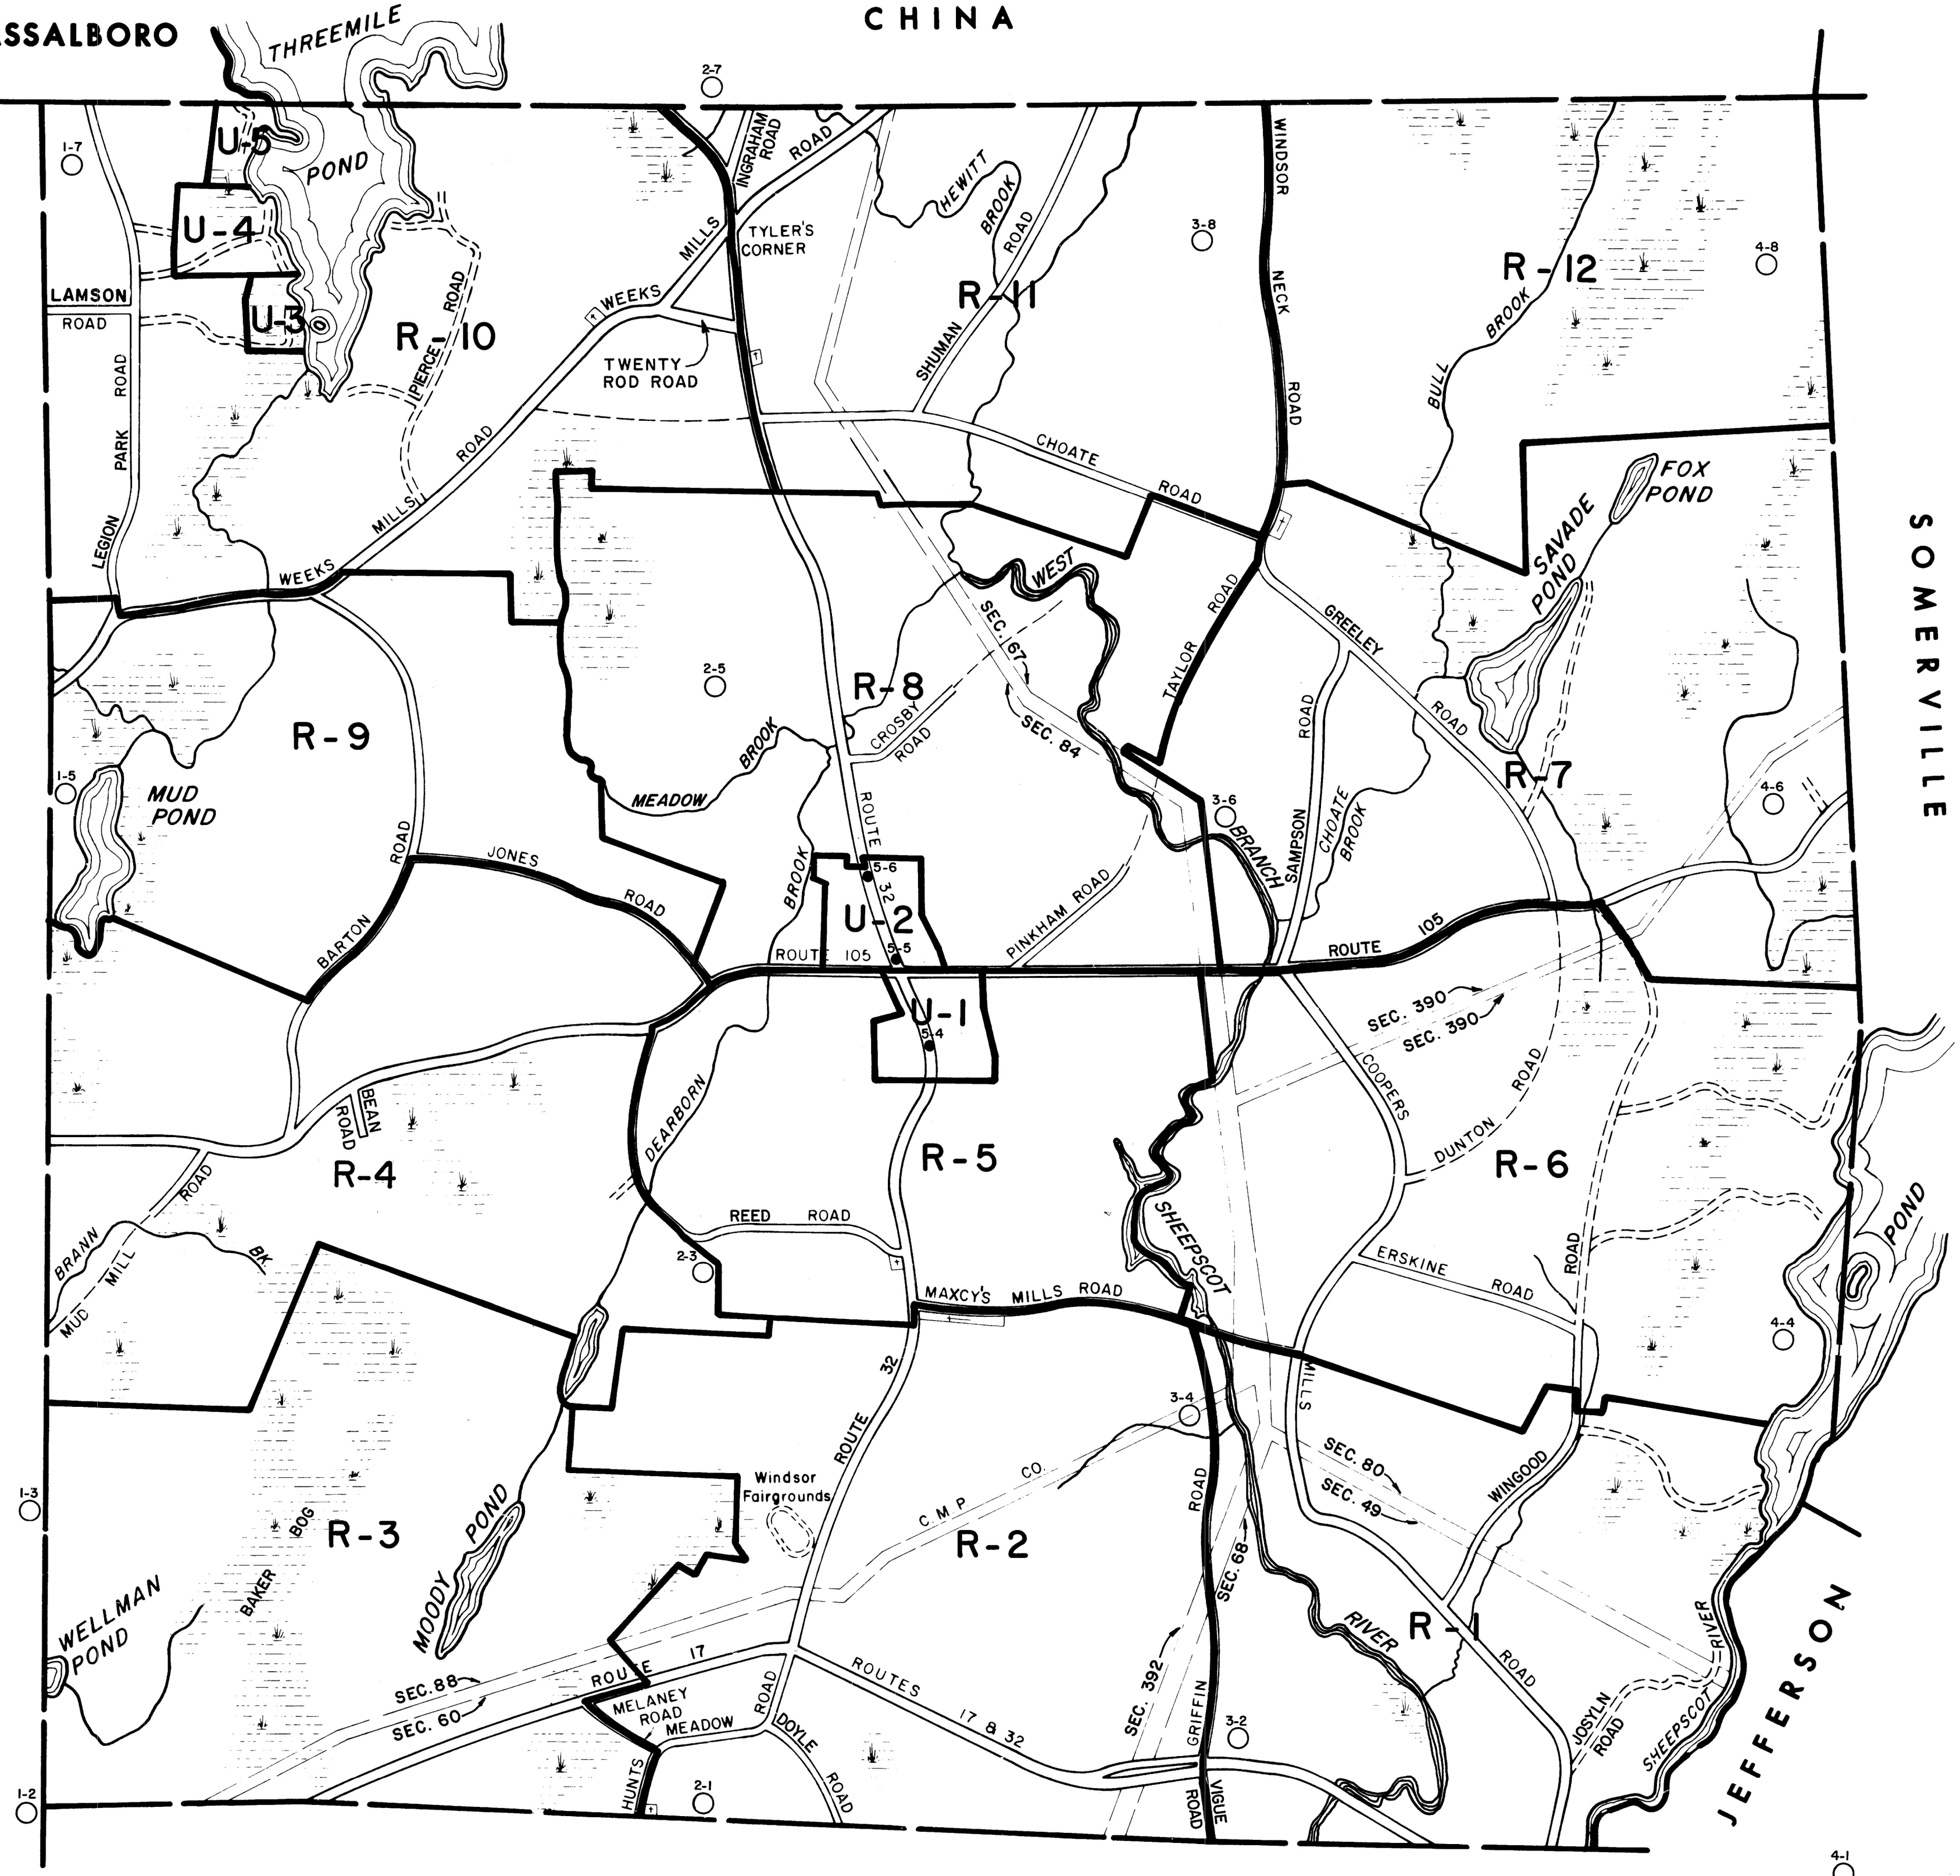 SSALBORO
CHINA
THREEMILE
POND
2-7
1-7
U-5
U-4
U-3
INGRAHAM
ROAD
ROAD
MILLS
WEEKS
TYLER'S
CORNER
HEWITT
BROOK
SHUMAN
ROAD
R-11
WINDSOR
NECK
ROAD
3-8
R-12
4-8
BULL
BROOK
LAMSON
ROAD
LEGION
PARK
ROAD
R-10
PIERCE
ROAD
TWENTY
ROD ROAD
WEEKS
MILLS
ROAD
CHOATE
ROAD
FOX
POND
SAVADE
POND
SOMERVILLE
WEST
BRANCH
SEC. 67
SEC. 84
TAYLOR
ROAD
GREELEY
ROAD
2-5
R-8
CROSBY
ROAD
R-9
MEADOW
BROOK
ROUTE
32
SAMPSON
ROAD
CHOATE
BROOK
R-7
1-5
MUD
POND
3-6
4-6
JONES
ROAD
BARTON
ROAD
BROOK
5-6
U-2
5-5
ROUTE 105
PINKHAM ROAD
ROUTE
105
U-1
5-4
SEC. 390
SEC. 390
COOPERS
DUNTON
ROAD
DEARBORN
BEAN
ROAD
R-4
R-5
R-6
ROAD
BRANN
BK.
MUD
MILL
REED
ROAD
2-3
SHEEPSCOT
ERSKINE
ROAD
ROAD
POND
MAXCY'S
MILLS
ROAD
32
4-4
MILLS
3-4
ROUTE
Windsor
Fairgrounds
CMP
CO.
SEC. 80
SEC. 49
WINGOOD
1-3
BAKER
BOG
R-3
MOODY
POND
R-2
ROAD
SEC. 68
R-1
RIVER
RIVER
SHEEPSCOT
WELLMAN
POND
SEC. 88
SEC. 60
ROUTE
17
MELANEY
ROAD
MEADOW
ROAD
HUNTS
DOYLE
ROAD
ROUTES
17 & 32
SEC. 392
GRIFFIN
3-2
ROAD
JOSYLN
ROAD
JEFFERSON
1-2
2-1
VIGUE
ROAD
4-1